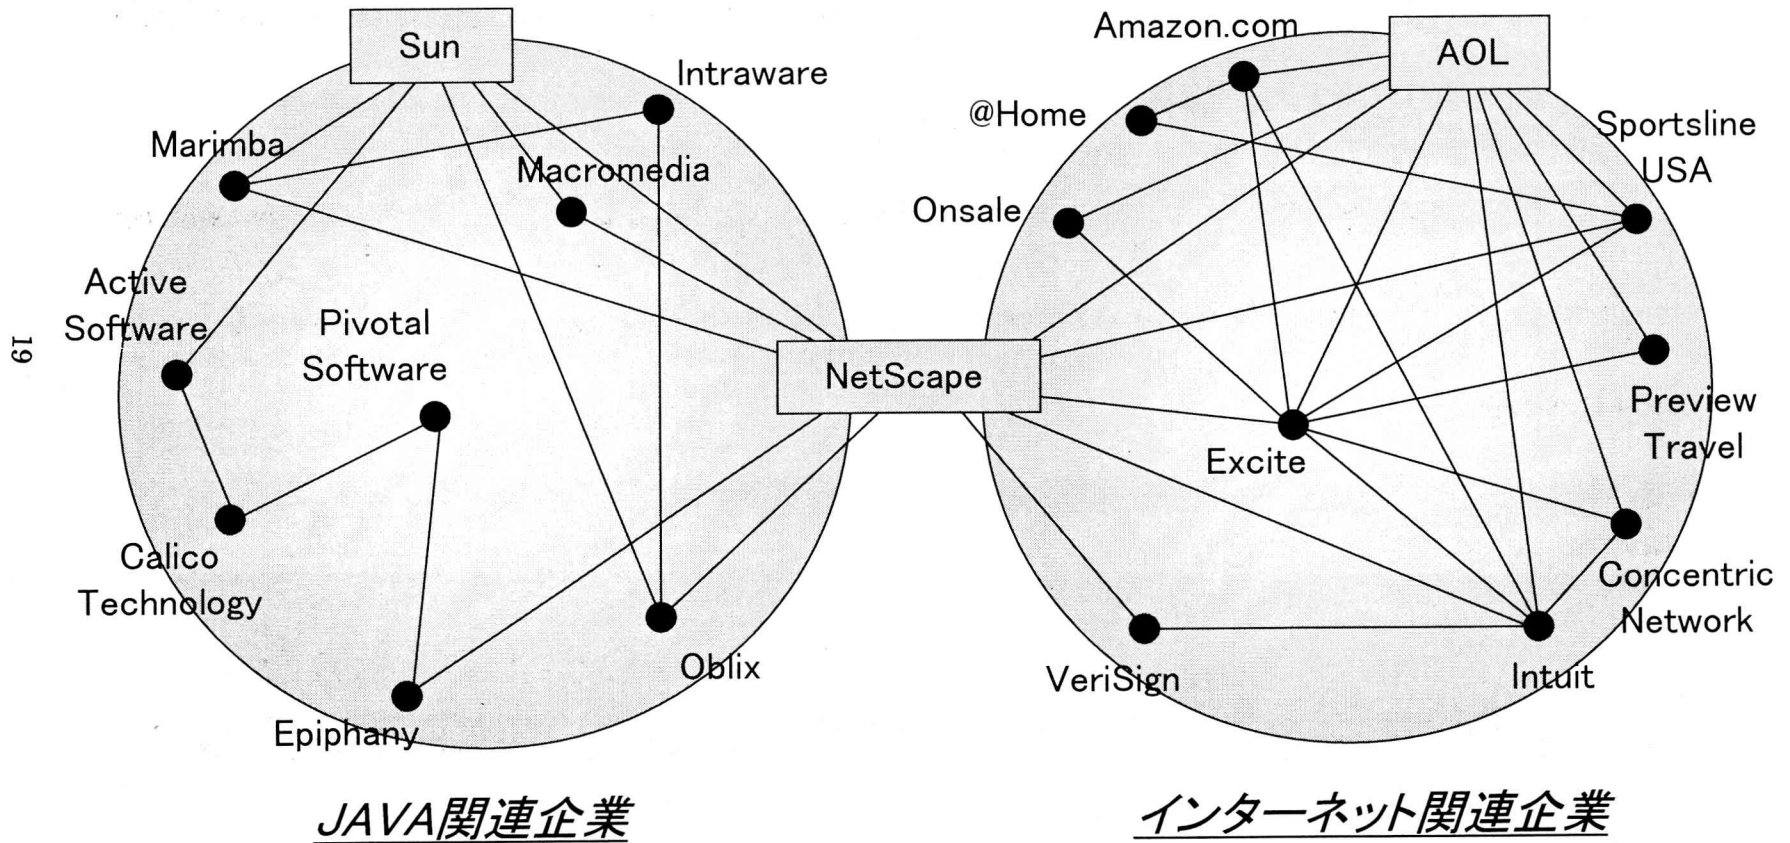 Sun
Intraware
Marimba
Macromedia
Active
Software
Pivotal
Software
Calico
Technology
Epiphany
Oblix
NetScape
Amazon.com
AOL
@Home
Sportsline
USA
Onsale
Preview
Travel
Excite
Concentric
Network
VeriSign
Intuit
JAVA関連企業
インターネット関連企業
19